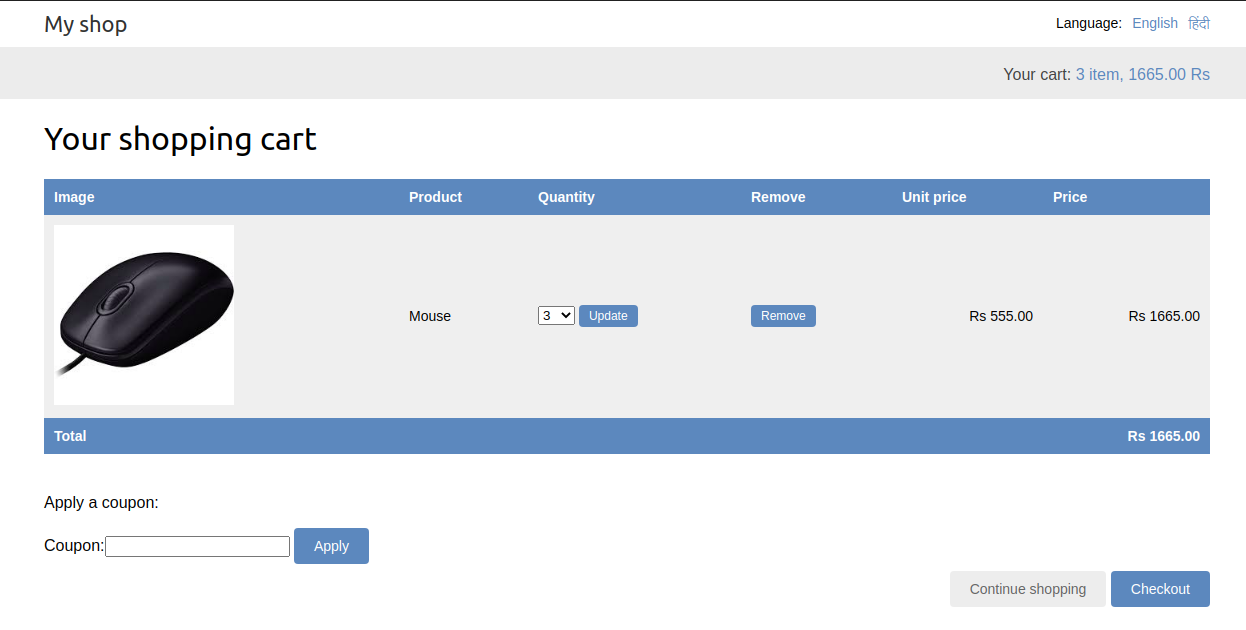 My shop
Language: English हिंदी
Your cart: 3 item, 1665.00 Rs
Your shopping cart
Image Product Quantity Remove Unit price Price
Mouse 3 Update Remove Rs 555.00 Rs 1665.00
Total Rs 1665.00
Apply a coupon:
Coupon: Apply
Continue shopping Checkout